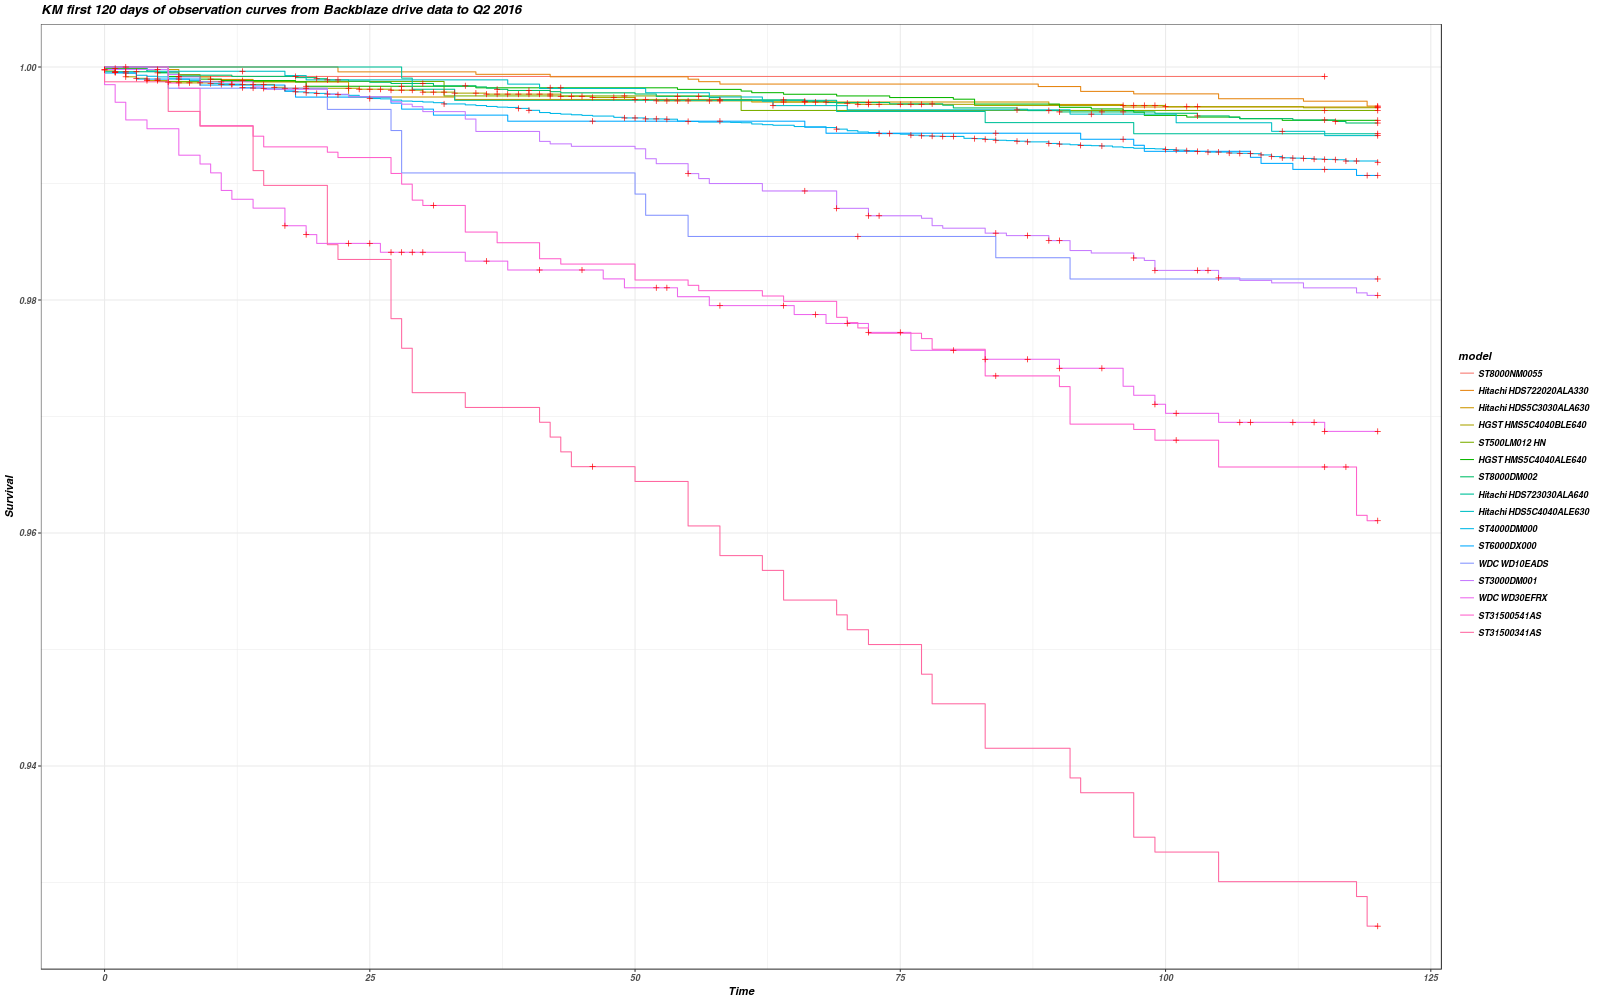 KM first 120 days of observation curves from Backblaze drive data to Q2 2016
1.00
0.98
0.96
0.94
Survival
0
25
50
75
100
125
Time
model
ST8000NM0055
Hitachi HDS722020ALA330
Hitachi HDS5C3030ALA630
HGST HMS5C4040BLE640
ST500LM012 HN
HGST HMS5C4040ALE640
ST8000DM002
Hitachi HDS723030ALA640
Hitachi HDS5C4040ALE630
ST4000DM000
ST6000DX000
WDC WD10EADS
ST3000DM001
WDC WD30EFRX
ST31500541AS
ST31500341AS